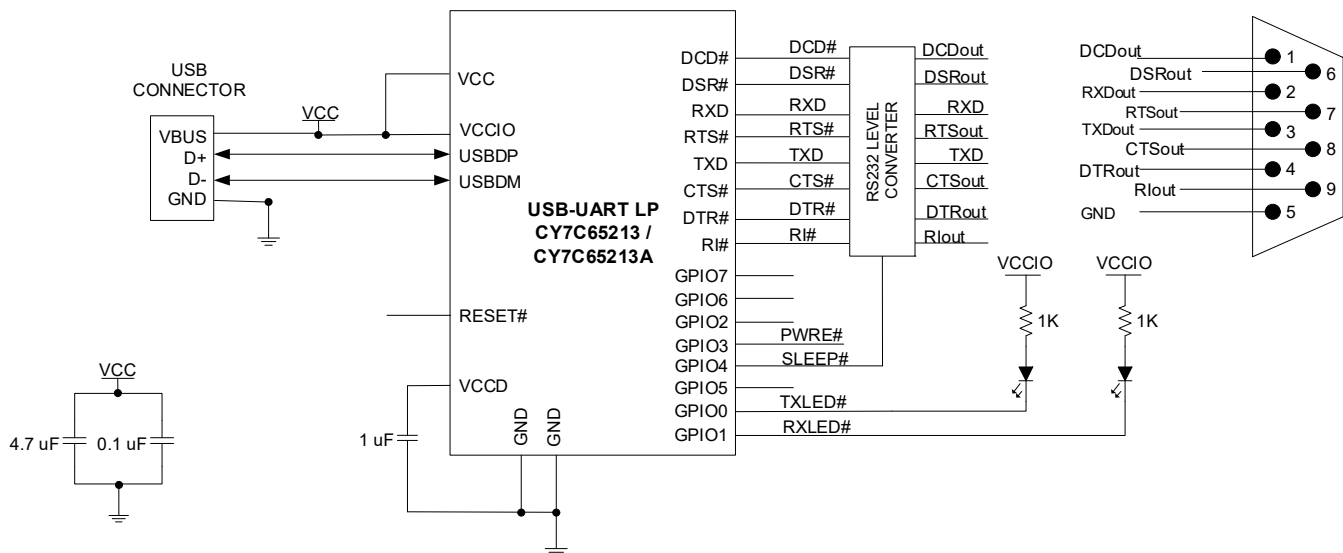 USB
CONNECTOR
VBUS
D+
D-
GND
VCC
VCC
VCCIO
USBDP
USBDM
RESET#
VCCD
GND
GND
1 uF
VCC
4.7 uF
0.1 uF
USB-UART LP
CY7C65213 /
CY7C65213A
DCD#
DSR#
RXD
RTS#
TXD
CTS#
DTR#
RI#
GPIO7
GPIO6
GPIO2
GPIO3
GPIO4
GPIO5
GPIO0
GPIO1
DCD#
DSR#
RXD
RTS#
TXD
CTS#
DTR#
RI#
PWRE#
SLEEP#
TXLED#
RXLED#
RS232 LEVEL
CONVERTER
DCDout
DSRout
RXD
RTSout
TXD
CTSout
DTRout
RIout
VCCIO
1K
VCCIO
1K
DCDout
DSRout
RXDout
RTSout
TXDout
CTSout
DTRout
RIout
GND
1
6
2
7
3
8
4
9
5